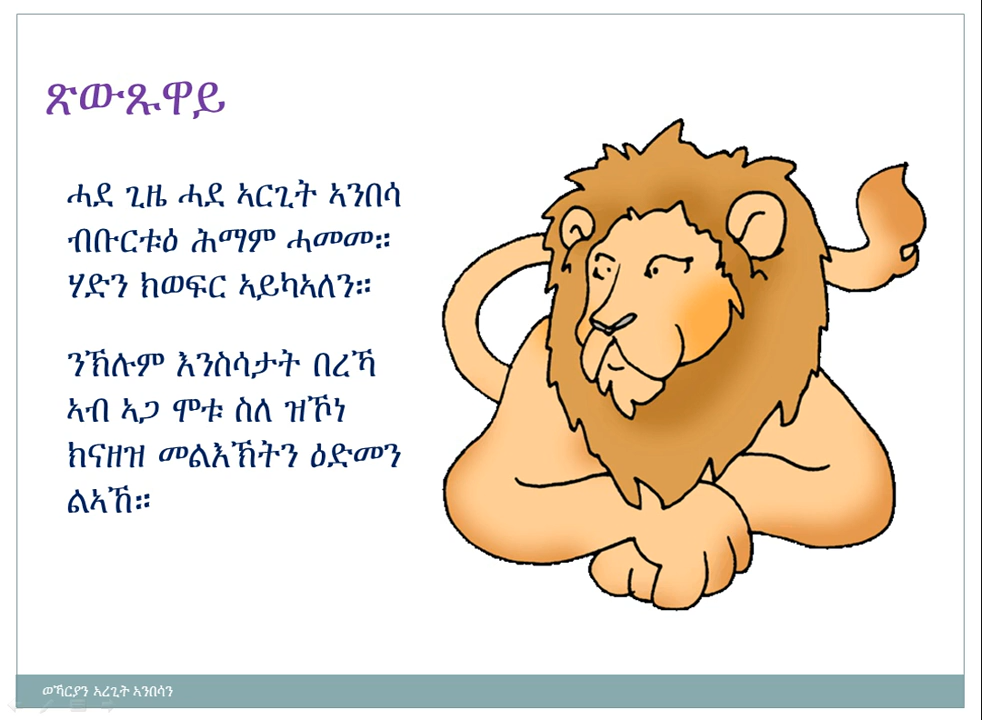 ጽውጹዋይ
ሓደ ጊዜ ሓደ ኣርጊት ኣንበሳ
ብቡርቱዕ ሕማም ሓመመ።
ሃድን ክወፍር ኣይካኣለን።
ንኽሉም እንስሳታት በረኻ
ኣብ ኣጋ ሞቱ ስለ ዝኾነ
ክናዘዝ መልእኽትን ዕድመን
ልኣኸ።
ወኻርያን ኣረጊት ኣንበሳን